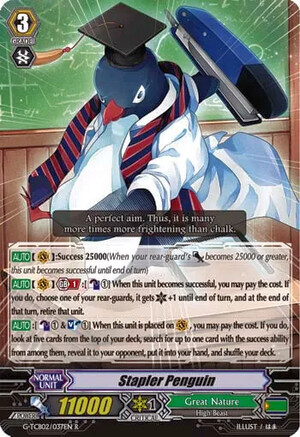 3
GRADE
A perfect aim. Thus, it is many
more times more frightening than chalk.
AUTO :Success 25000(When your rear-guard's becomes 25000 or greater,
this unit becomes successful until end of turn)
AUTO GB 1 : When this unit becomes successful, you may pay the cost. If
you do, choose one of your rear-guards, it gets +1 until end of turn, and at the end of
that turn, retire that unit.
AUTO : & When this unit is placed on , you may pay the cost. If you do,
look at five cards from the top of your deck, search for up to one card with success
ability from among them, reveal it to your opponent, put it into your hand, and shuffle your deck.
NORMAL
UNIT
Stapler Penguin
11000
1
CRITICAL
Great Nature
High Beast
G-TCB02/037EN R
ILLUST /